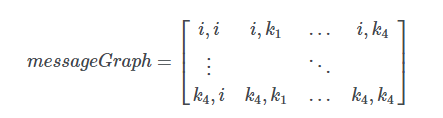 messageGraph = [ i, i   i, k₁   …   i, k₄
⋮   ⋱
k₄, i   k₄, k₁   …   k₄, k₄ ]